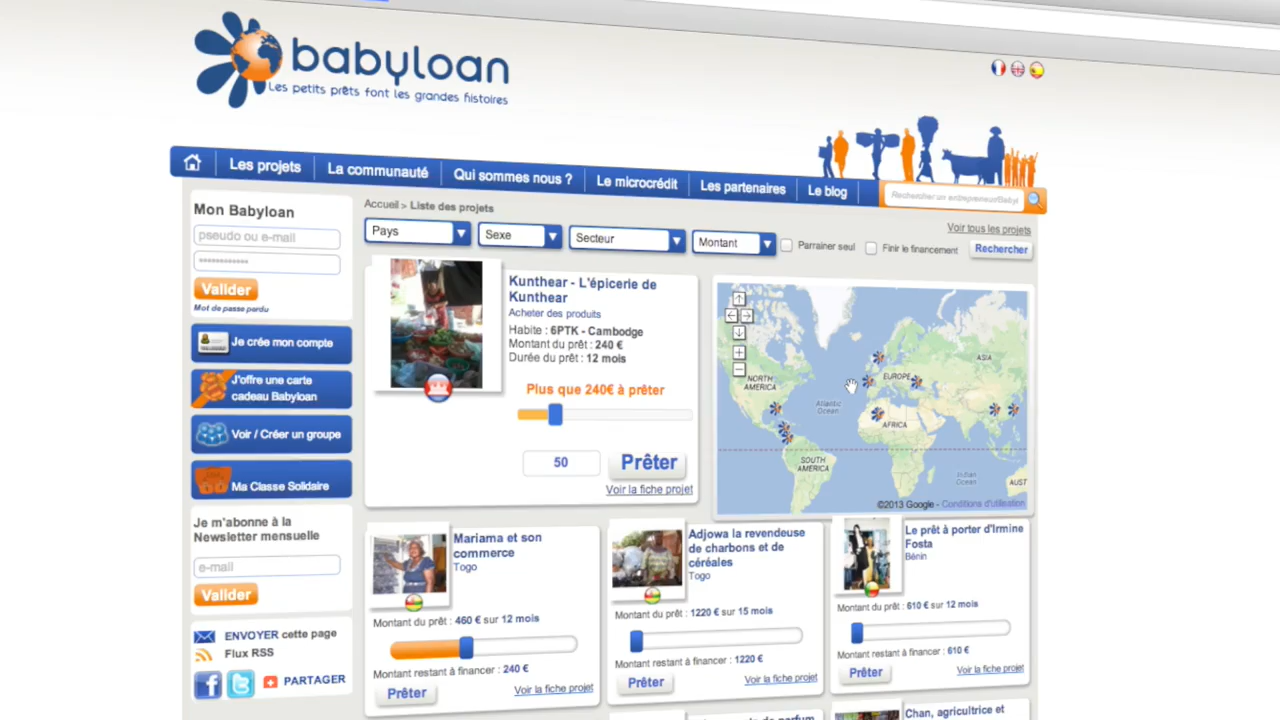 babyloan
Les petits prêts font les grandes histoires
Les projets
La communauté
Qui sommes nous ?
Le microcrédit
Les partenaires
Le blog
Rechercher un entrepreneurBabyl
Mon Babyloan
pseudo ou e-mail
************
Valider
Mot de passe perdu
Je crée mon compte
J'offre une carte
cadeau Babyloan
Voir / Créer un groupe
Ma Classe Solidaire
Je m'abonne à la
Newsletter mensuelle
e-mail
Valider
ENVOYER cette page
Flux RSS
PARTAGER
Accueil > Liste des projets
Voir tous les projets
Pays
Sexe
Secteur
Montant
Parrainer seul
Finir le financement
Rechercher
Kunthear - L'épicerie de
Kunthear
Acheter des produits
Habite : 6PTK - Cambodge
Montant du prêt : 240 €
Durée du prêt : 12 mois
Plus que 240€ à prêter
50
Prêter
Voir la fiche projet
NORTH
AMERICA
Atlantic
Ocean
EUROPE
ASIA
AFRICA
SOUTH
AMERICA
Indian
Ocean
AUST
©2013 Google - Conditions d'utilisation
Mariama et son
commerce
Togo
Montant du prêt : 460 € sur 12 mois
Montant restant à financer : 240 €
Prêter
Voir la fiche projet
Adjowa la revendeuse
de charbons et de
céréales
Togo
Montant du prêt : 1220 € sur 15 mois
Montant restant à financer : 1220 €
Prêter
Voir la fiche projet
Le prêt à porter d'Irmine
Fosta
Bénin
Montant du prêt : 610 € sur 12 mois
Montant restant à financer : 610 €
Prêter
Voir la fiche projet
de parfum
Chan, agricultrice et